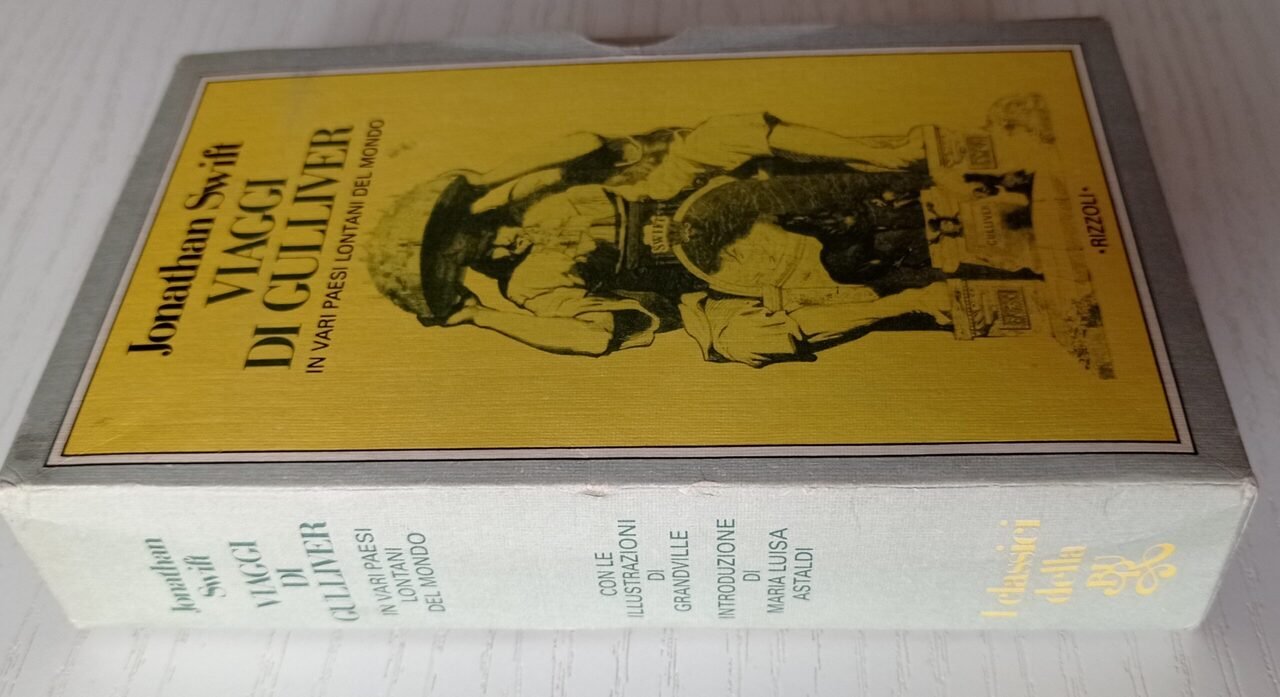 Jonathan Swift
VIAGGI
DI GULLIVER
IN VARI PAESI LONTANI DEL MONDO
SWIFT
•RIZZOLI•
Jonathan
Swift
VIAGGI
DI
GULLIVER
IN VARI PAESI
LONTANI
DEL MONDO
CON LE
ILLUSTRAZIONI
DI
GRANDVILLE
INTRODUZIONE
DI
MARIA LUISA
ASTALDI
I classici
della
BUR